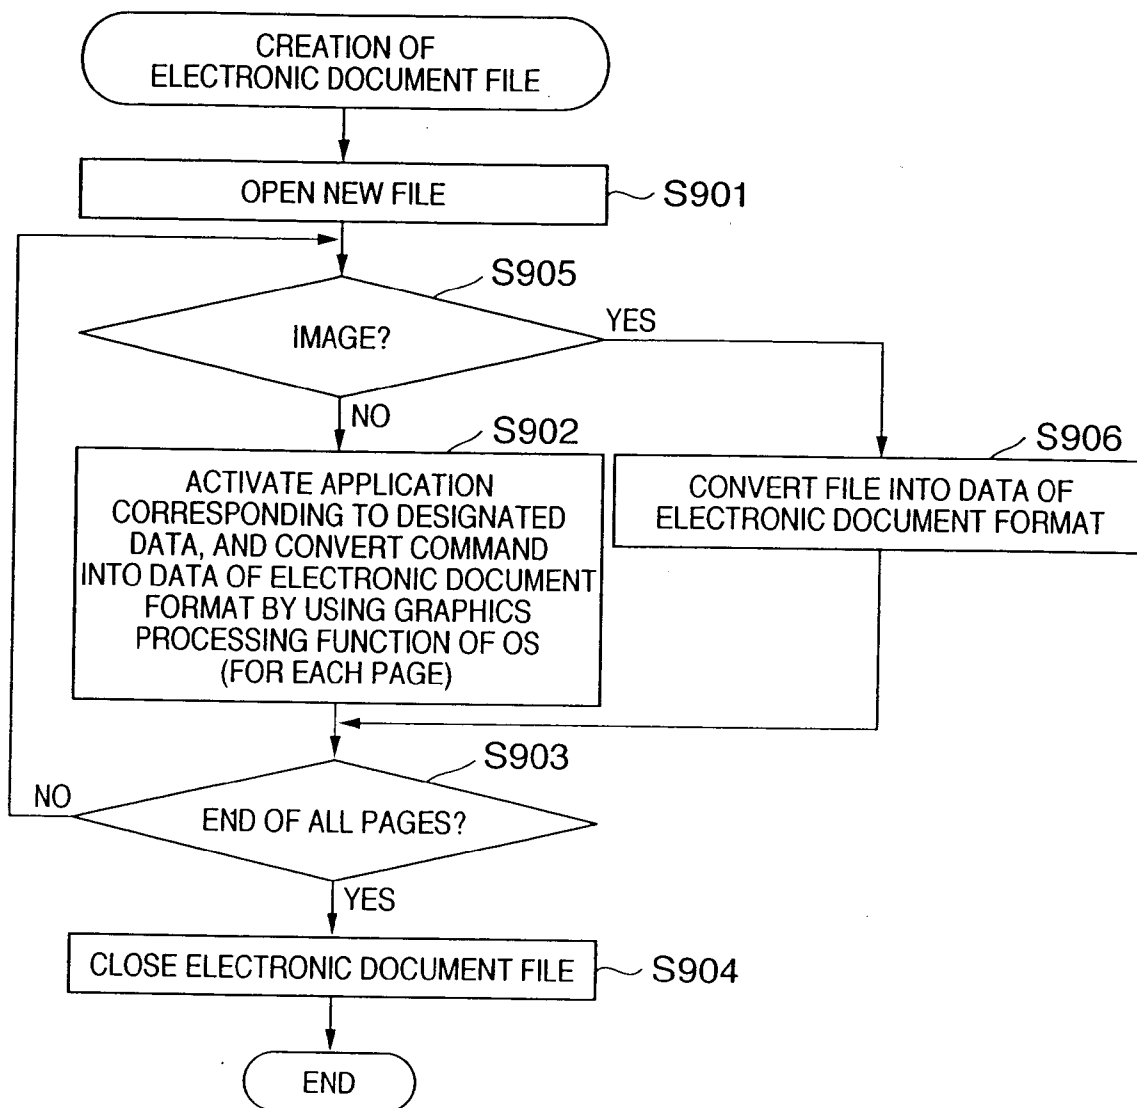 CREATION OF
ELECTRONIC DOCUMENT FILE
OPEN NEW FILE
S901
S905
IMAGE?
YES
NO
S902
ACTIVATE APPLICATION
CORRESPONDING TO DESIGNATED
DATA, AND CONVERT COMMAND
INTO DATA OF ELECTRONIC DOCUMENT
FORMAT BY USING GRAPHICS
PROCESSING FUNCTION OF OS
(FOR EACH PAGE)
S906
CONVERT FILE INTO DATA OF
ELECTRONIC DOCUMENT FORMAT
S903
NO
END OF ALL PAGES?
YES
CLOSE ELECTRONIC DOCUMENT FILE
S904
END